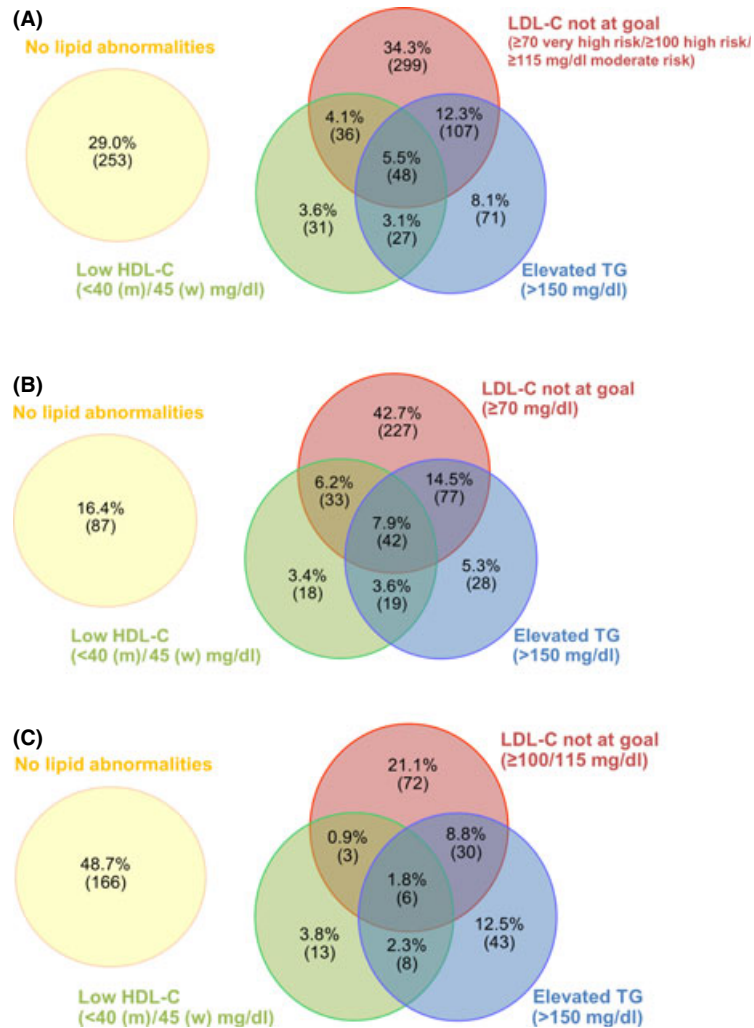 (A)
No lipid abnormalities
29.0%
(253)
LDL-C not at goal
(≥70 very high risk/≥100 high risk/
≥115 mg/dl moderate risk)
34.3%
(299)
4.1%
(36)
12.3%
(107)
5.5%
(48)
3.6%
(31)
3.1%
(27)
8.1%
(71)
Low HDL-C
(<40 (m)/45 (w) mg/dl)
Elevated TG
(>150 mg/dl)
(B)
No lipid abnormalities
16.4%
(87)
LDL-C not at goal
(≥70 mg/dl)
42.7%
(227)
6.2%
(33)
14.5%
(77)
7.9%
(42)
3.4%
(18)
3.6%
(19)
5.3%
(28)
Low HDL-C
(<40 (m)/45 (w) mg/dl)
Elevated TG
(>150 mg/dl)
(C)
No lipid abnormalities
48.7%
(166)
LDL-C not at goal
(≥100/115 mg/dl)
21.1%
(72)
0.9%
(3)
8.8%
(30)
1.8%
(6)
3.8%
(13)
2.3%
(8)
12.5%
(43)
Low HDL-C
(<40 (m)/45 (w) mg/dl)
Elevated TG
(>150 mg/dl)